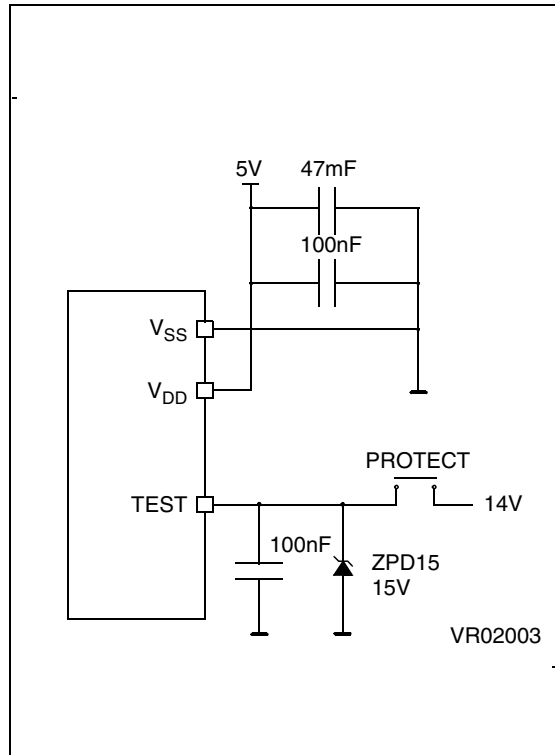 5V 47mF
100nF
VSS
VDD
PROTECT
TEST
14V
100nF
ZPD15
15V
VR02003